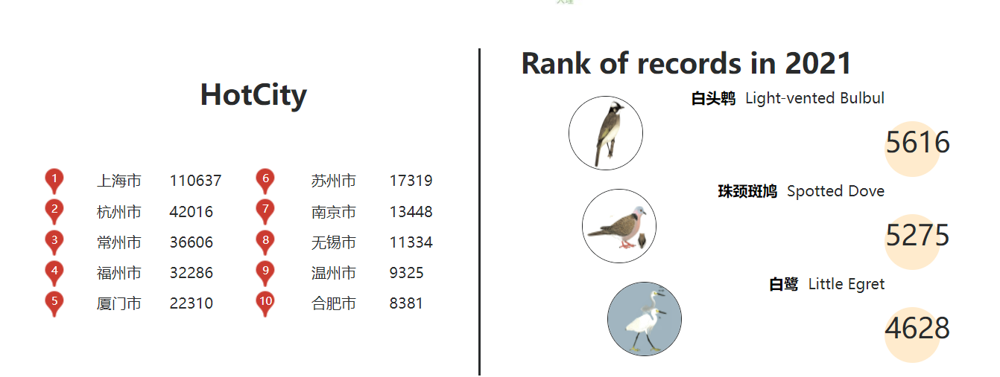 HotCity
1 上海市 110637
2 杭州市 42016
3 常州市 36606
4 福州市 32286
5 厦门市 22310
6 苏州市 17319
7 南京市 13448
8 无锡市 11334
9 温州市 9325
10 合肥市 8381
Rank of records in 2021
白头鹎 Light-vented Bulbul
5616
珠颈斑鸠 Spotted Dove
5275
白鹭 Little Egret
4628